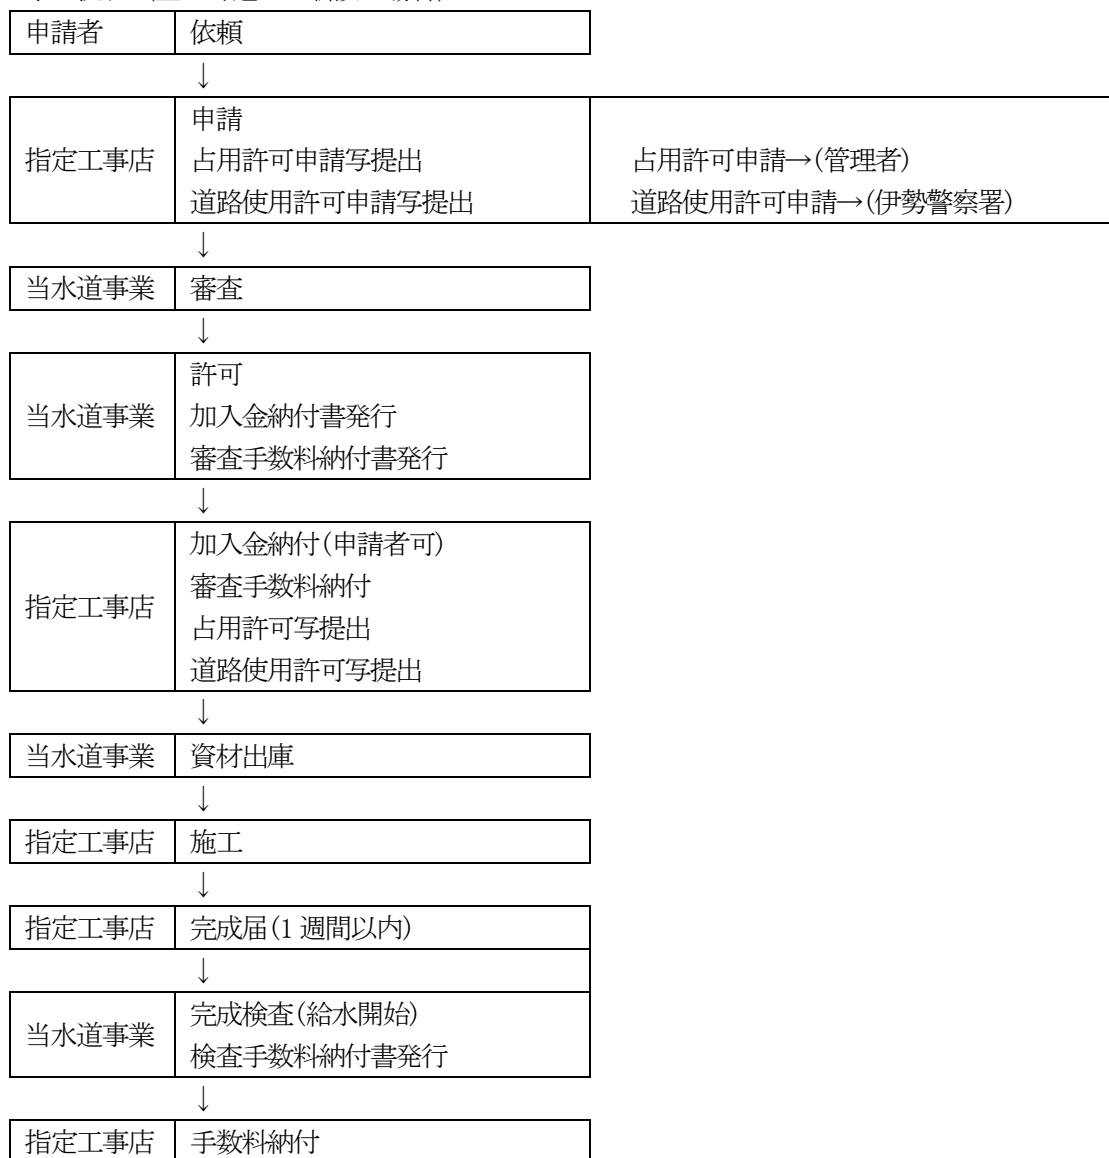 申請者 依頼
↓
申請
指定工事店 占用許可申請写提出 占用許可申請→(管理者)
道路使用許可申請写提出 道路使用許可申請→(伊勢警察署)
↓
当水道事業 審査
↓
許可
当水道事業 加入金納付書発行
審査手数料納付書発行
↓
加入金納付(申請者可)
審査手数料納付
指定工事店
占用許可写提出
道路使用許可写提出
↓
当水道事業 資材出庫
↓
指定工事店 施工
↓
指定工事店 完成届(1 週間以内)
↓
完成検査(給水開始)
当水道事業
検査手数料納付書発行
↓
指定工事店 手数料納付